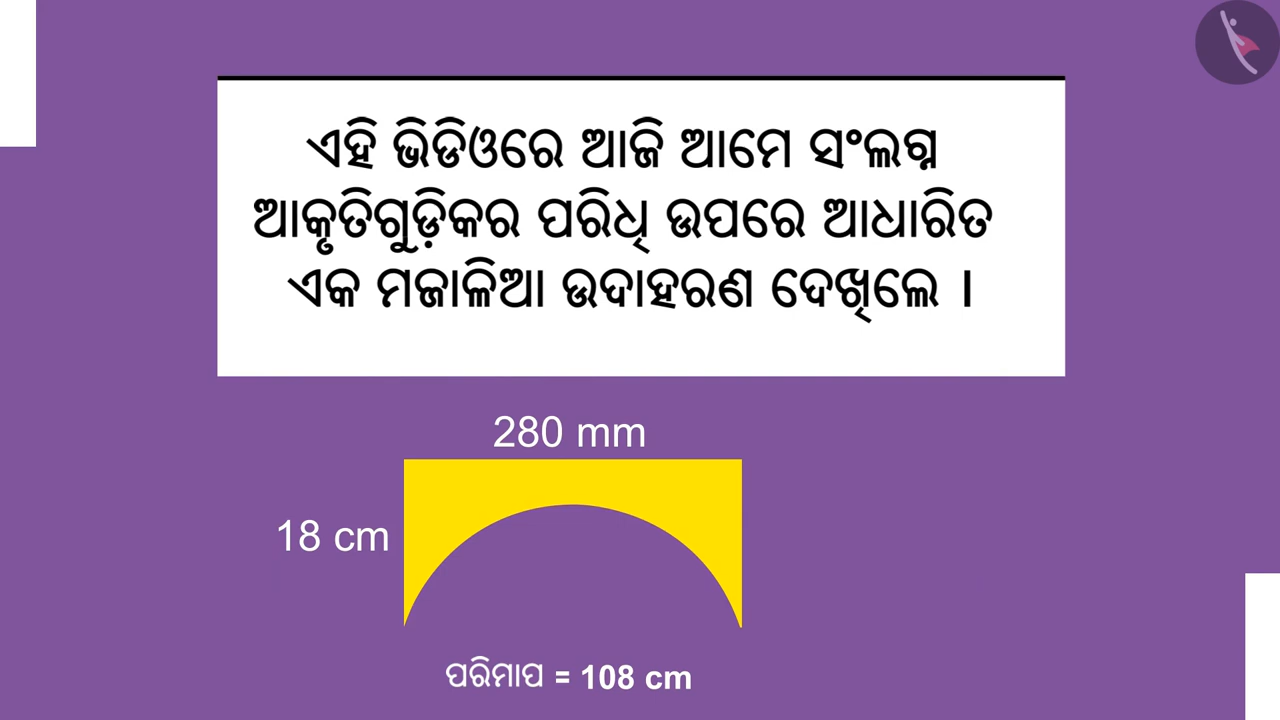 ଏହି ଭିଡିଓରେ ଆଜି ଆମେ ସଂଲଗ୍ନ
ଆକୃତିଗୁଡ଼ିକର ପରିଧି ଉପରେ ଆଧାରିତ
ଏକ ମଜାଳିଆ ଉଦାହରଣ ଦେଖିଲେ ।
280 mm
18 cm
ପରିମାପ = 108 cm